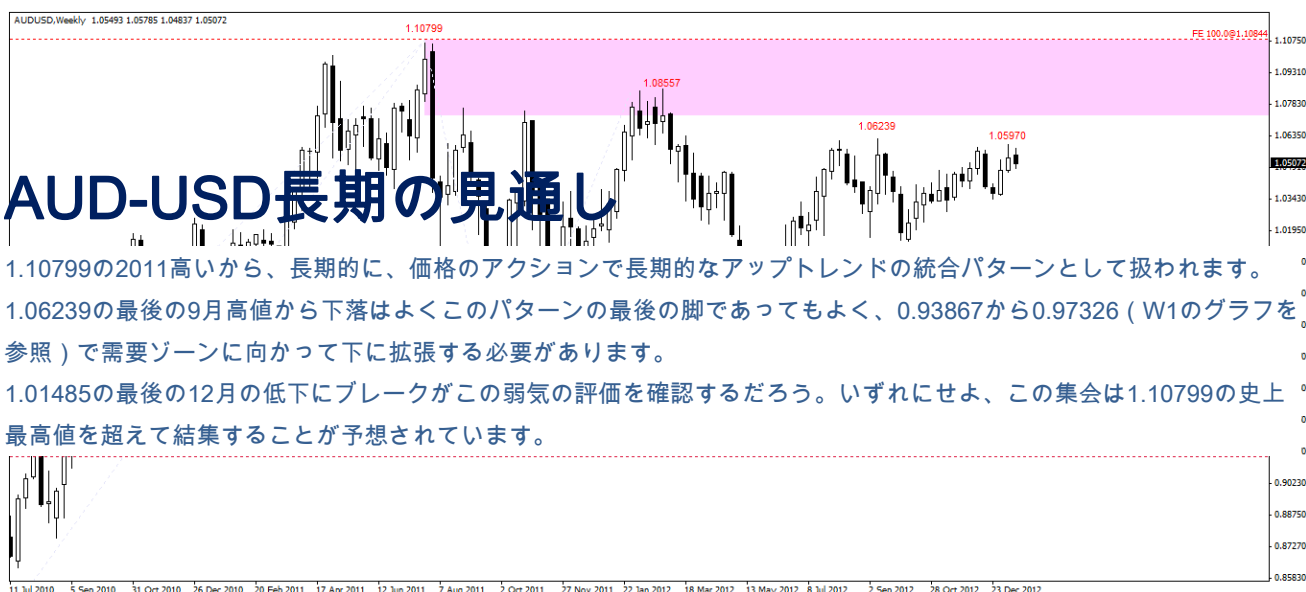 AUDUSD,Weekly 1.05493 1.05785 1.04837 1.05072
1.10799
FE 100.0@1.10844
1.10750
1.09310
1.08557
1.07830
1.06239
1.05970
1.06350
1.05072
AUD-USD長期の見通し
1.03430
1.01950
1.10799の2011高いから、長期的に、価格のアクションで長期的なアップトレンドの統合パターンとして扱われます。
1.06239の最後の9月高値から下落はよくこのパターンの最後の脚であってもよく、0.93867から0.97326(W1のグラフを
参照)で需要ゾーンに向かって下に拡張する必要があります。
1.01485の最後の12月の低下にブレークがこの弱気の評価を確認するだろう。いずれにせよ、この集会は1.10799の史上
最高値を超えて結集することが予想されています。
0.90230
0.88750
0.87270
0.85830
11 Jul 2010 5 Sep 2010 31 Oct 2010 26 Dec 2010 20 Feb 2011 17 Apr 2011 12 Jun 2011 7 Aug 2011 2 Oct 2011 27 Nov 2011 22 Jan 2012 18 Mar 2012 13 May 2012 8 Jul 2012 2 Sep 2012 28 Oct 2012 23 Dec 2012